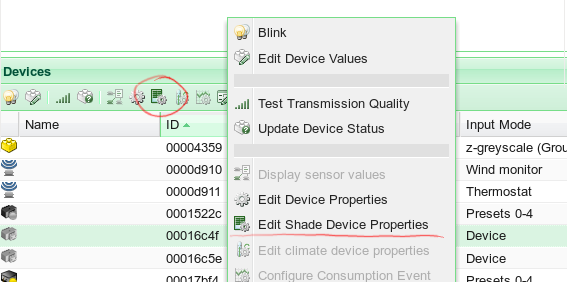 Blink
Edit Device Values
Devices
Test Transmission Quality
Update Device Status
Name ID Input Mode
00004359 z-greyscale (Grou
0000d910 Wind monitor
0000d911 Thermostat
0001522c Presets 0-4
00016c4f Device
00016c5e Device
00017bf4 Presets 0-4
Display sensor values
Edit Device Properties
Edit Shade Device Properties
Edit climate device properties
Configure Consumption Event